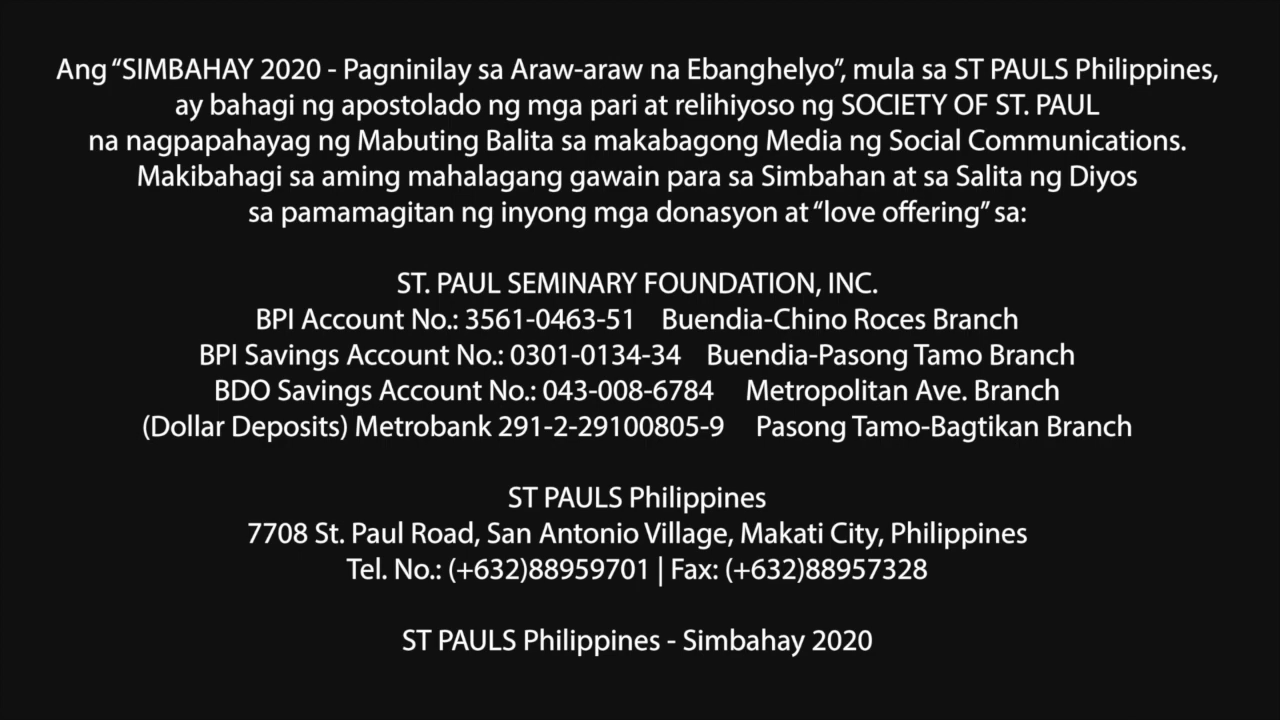 Ang “SIMBAHAY 2020 - Pagninilay sa Araw-araw na Ebanghelyo”, mula sa ST PAULS Philippines,
ay bahagi ng apostolado ng mga pari at relihiyoso ng SOCIETY OF ST. PAUL
na nagpapahayag ng Mabuting Balita sa makabagong Media ng Social Communications.
Makibahagi sa aming mahalagang gawain para sa Simbahan at sa Salita ng Diyos
sa pamamagitan ng inyong mga donasyon at “love offering” sa:
ST. PAUL SEMINARY FOUNDATION, INC.
BPI Account No.: 3561-0463-51 Buendia-Chino Roces Branch
BPI Savings Account No.: 0301-0134-34 Buendia-Pasong Tamo Branch
BDO Savings Account No.: 043-008-6784 Metropolitan Ave. Branch
(Dollar Deposits) Metrobank 291-2-29100805-9 Pasong Tamo-Bagtikan Branch
ST PAULS Philippines
7708 St. Paul Road, San Antonio Village, Makati City, Philippines
Tel. No.: (+632)88959701 | Fax: (+632)88957328
ST PAULS Philippines - Simbahay 2020